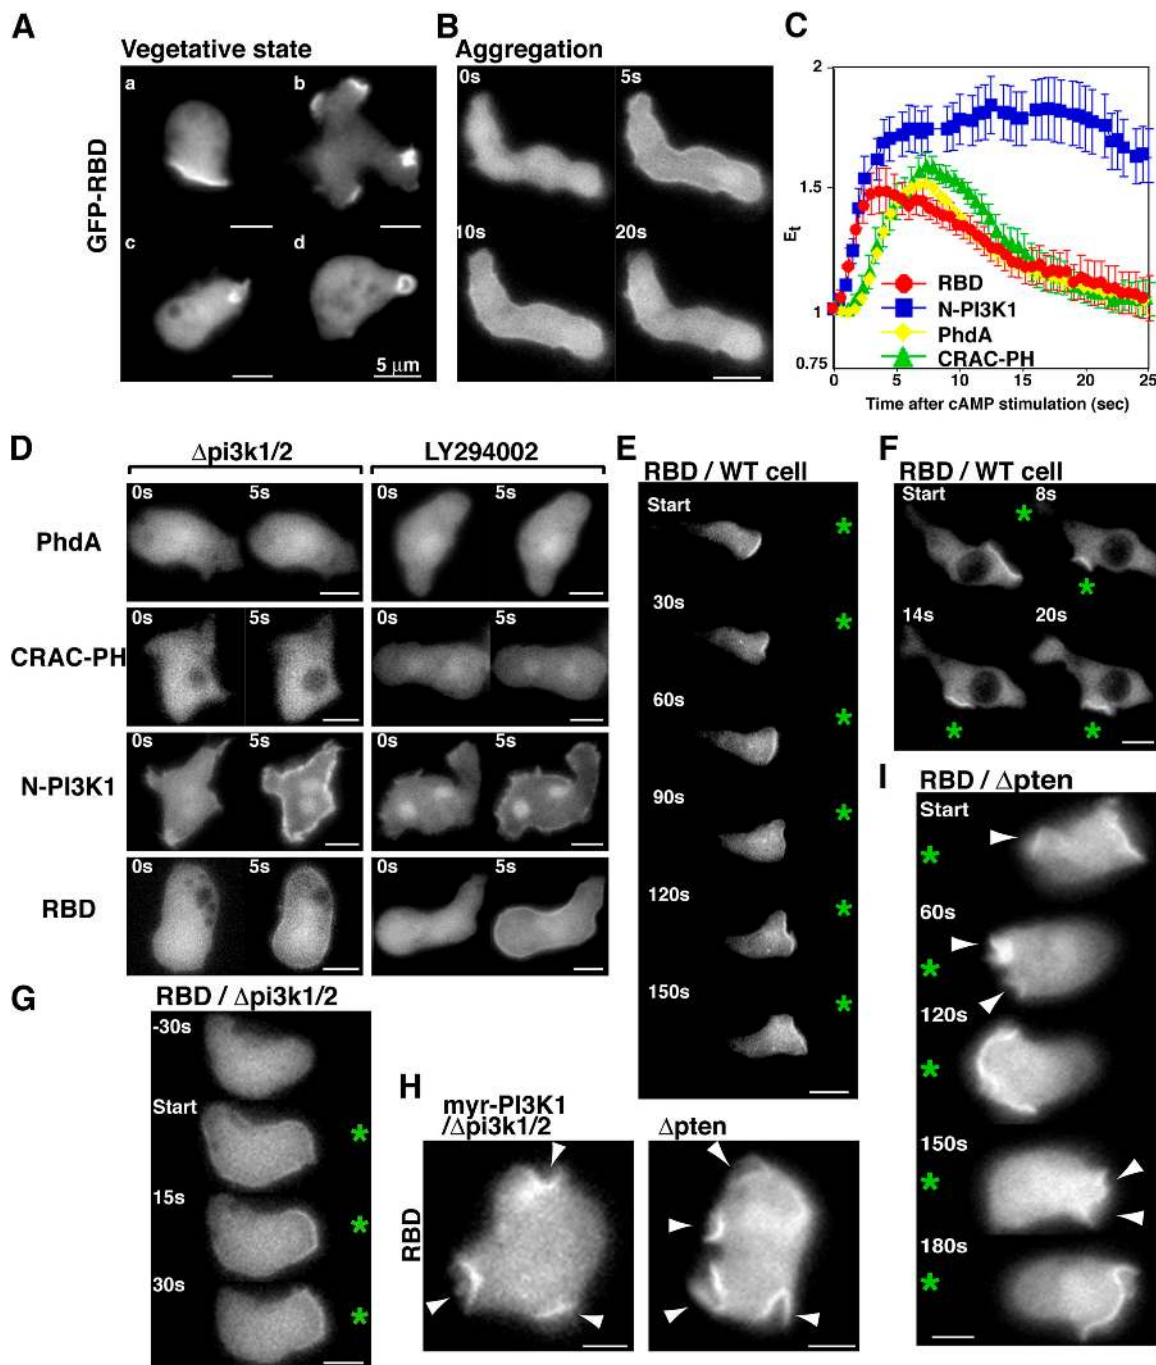 A
Vegetative state
GFP-RBD
a
b
c
d
5 μm
B
Aggregation
0s
5s
10s
20s
C
2
1.5
1
0.75
Et
0
5
10
15
20
25
Time after cAMP stimulation (sec)
RBD
N-PI3K1
PhdA
CRAC-PH
D
Δpi3k1/2
LY294002
PhdA
0s
5s
0s
5s
CRAC-PH
0s
5s
0s
5s
N-PI3K1
0s
5s
0s
5s
RBD
0s
5s
0s
5s
E
RBD / WT cell
Start
*
30s
*
60s
*
90s
*
120s
*
150s
*
F
RBD / WT cell
Start
*
8s
*
14s
*
20s
*
G
RBD / Δpi3k1/2
-30s
Start
*
15s
*
30s
*
H
myr-PI3K1
/Δpi3k1/2
Δpten
RBD
I
RBD / Δpten
Start
*
60s
*
120s
*
150s
*
180s
*